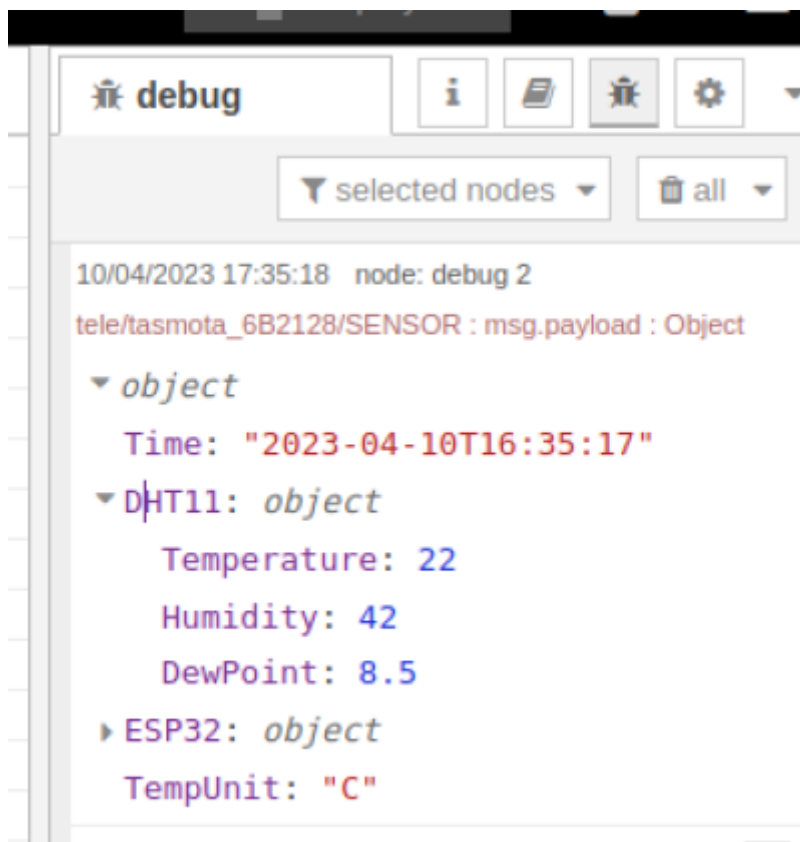 debug
i
selected nodes
all
10/04/2023 17:35:18 node: debug 2
tele/tasmota_6B2128/SENSOR : msg.payload : Object
object
Time: "2023-04-10T16:35:17"
DHT11: object
Temperature: 22
Humidity: 42
DewPoint: 8.5
ESP32: object
TempUnit: "C"